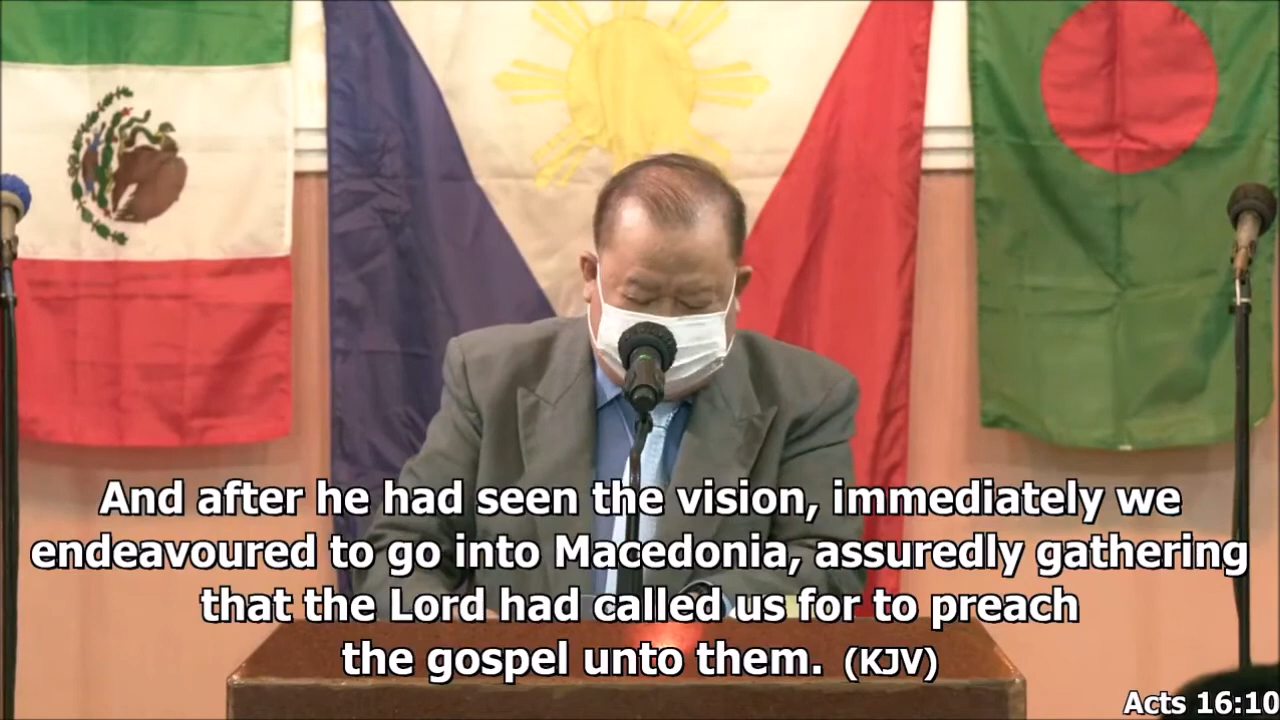 And after he had seen the vision, immediately we
endeavoured to go into Macedonia, assuredly gathering
that the Lord had called us for to preach
the gospel unto them. (KJV)
Acts 16:10